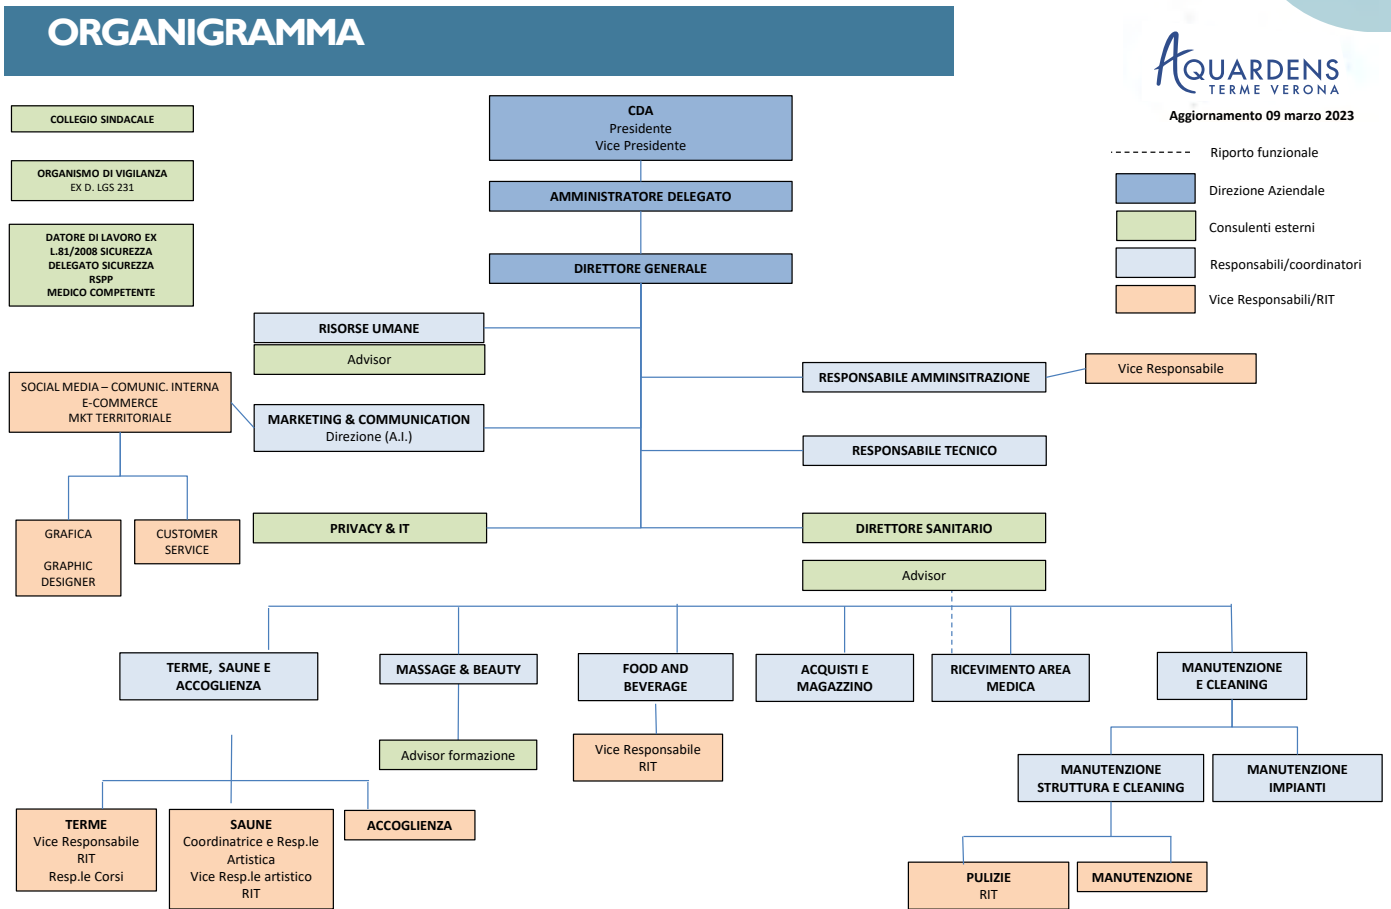 ORGANIGRAMMA
AQUARDENS
TERME VERONA
Aggiornamento 09 marzo 2023
Riporto funzionale
Direzione Aziendale
Consulenti esterni
Responsabili/coordinatori
Vice Responsabili/RIT
COLLEGIO SINDACALE
ORGANISMO DI VIGILANZA
EX D. LGS 231
DATORE DI LAVORO EX
L.81/2008 SICUREZZA
DELEGATO SICUREZZA
RSPP
MEDICO COMPETENTE
CDA
Presidente
Vice Presidente
AMMINISTRATORE DELEGATO
DIRETTORE GENERALE
RISORSE UMANE
Advisor
RESPONSABILE AMMINSITRAZIONE
Vice Responsabile
SOCIAL MEDIA – COMUNIC. INTERNA
E-COMMERCE
MKT TERRITORIALE
MARKETING & COMMUNICATION
Direzione (A.I.)
RESPONSABILE TECNICO
GRAFICA
GRAPHIC
DESIGNER
CUSTOMER
SERVICE
PRIVACY & IT
DIRETTORE SANITARIO
Advisor
TERME, SAUNE E
ACCOGLIENZA
MASSAGE & BEAUTY
FOOD AND
BEVERAGE
ACQUISTI E
MAGAZZINO
RICEVIMENTO AREA
MEDICA
MANUTENZIONE
E CLEANING
Advisor formazione
Vice Responsabile
RIT
MANUTENZIONE
STRUTTURA E CLEANING
MANUTENZIONE
IMPIANTI
TERME
Vice Responsabile
RIT
Resp.le Corsi
SAUNE
Coordinatrice e Resp.le
Artistica
Vice Resp.le artistico
RIT
ACCOGLIENZA
PULIZIE
RIT
MANUTENZIONE